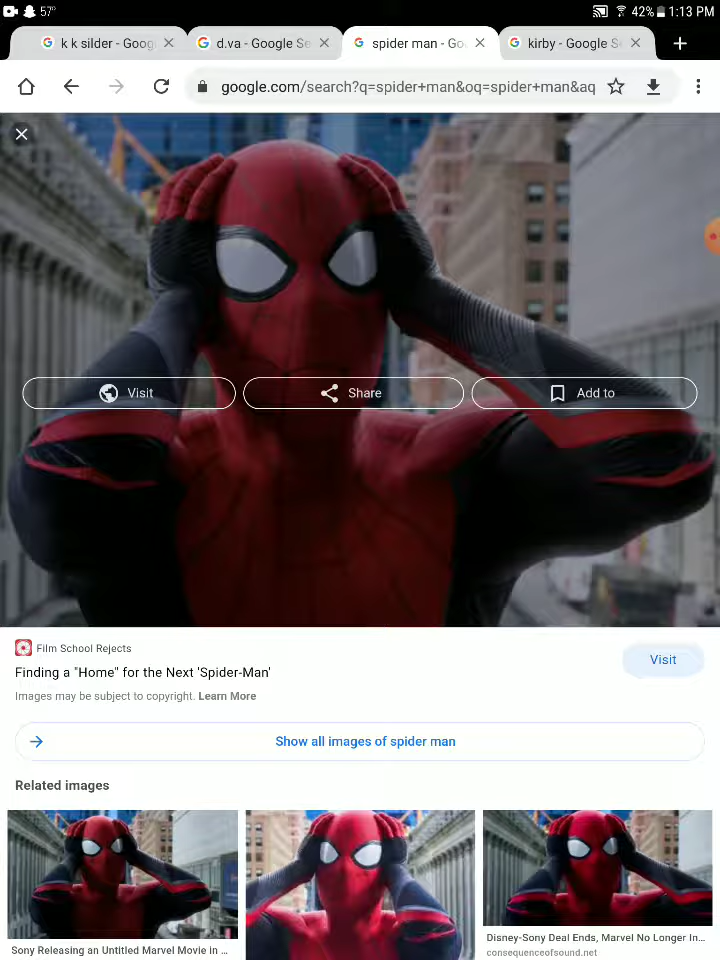 57°
42% 1:13 PM
k k silder - Goog
d.va - Google Se
spider man - Go
kirby - Google S
google.com/search?q=spider+man&oq=spider+man&aq
Visit
Share
Add to
Film School Rejects
Finding a "Home" for the Next 'Spider-Man'
Visit
Images may be subject to copyright. Learn More
Show all images of spider man
Related images
Sony Releasing an Untitled Marvel Movie in ...
Disney-Sony Deal Ends, Marvel No Longer In...
consequenceofsound.net